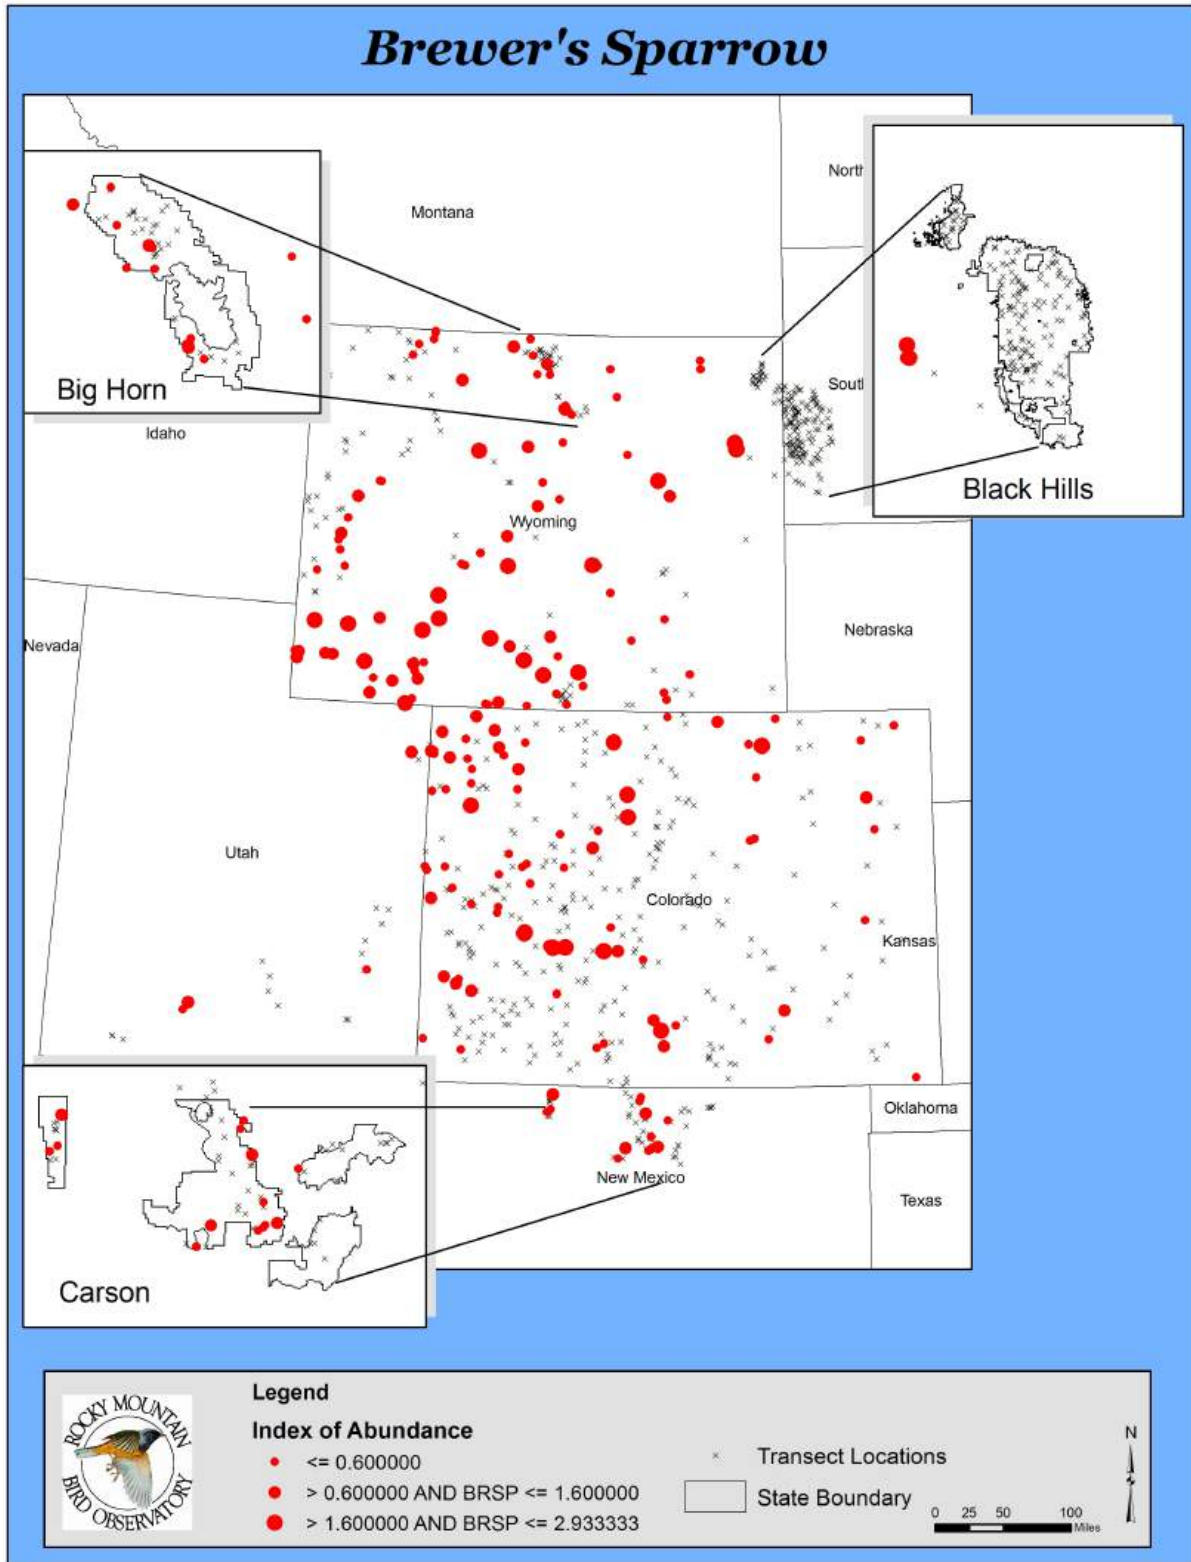 Brewer's Sparrow
North
Montana
South
Big Horn
Idaho
Black Hills
Wyoming
Nebraska
Nevada
Utah
Colorado
Kansas
Oklahoma
New Mexico
Texas
Carson
ROCKY MOUNTAIN
BIRD OBSERVATORY
Legend
Index of Abundance
<= 0.600000
> 0.600000 AND BRSP <= 1.600000
> 1.600000 AND BRSP <= 2.933333
Transect Locations
State Boundary
N
0 25 50 100
Miles